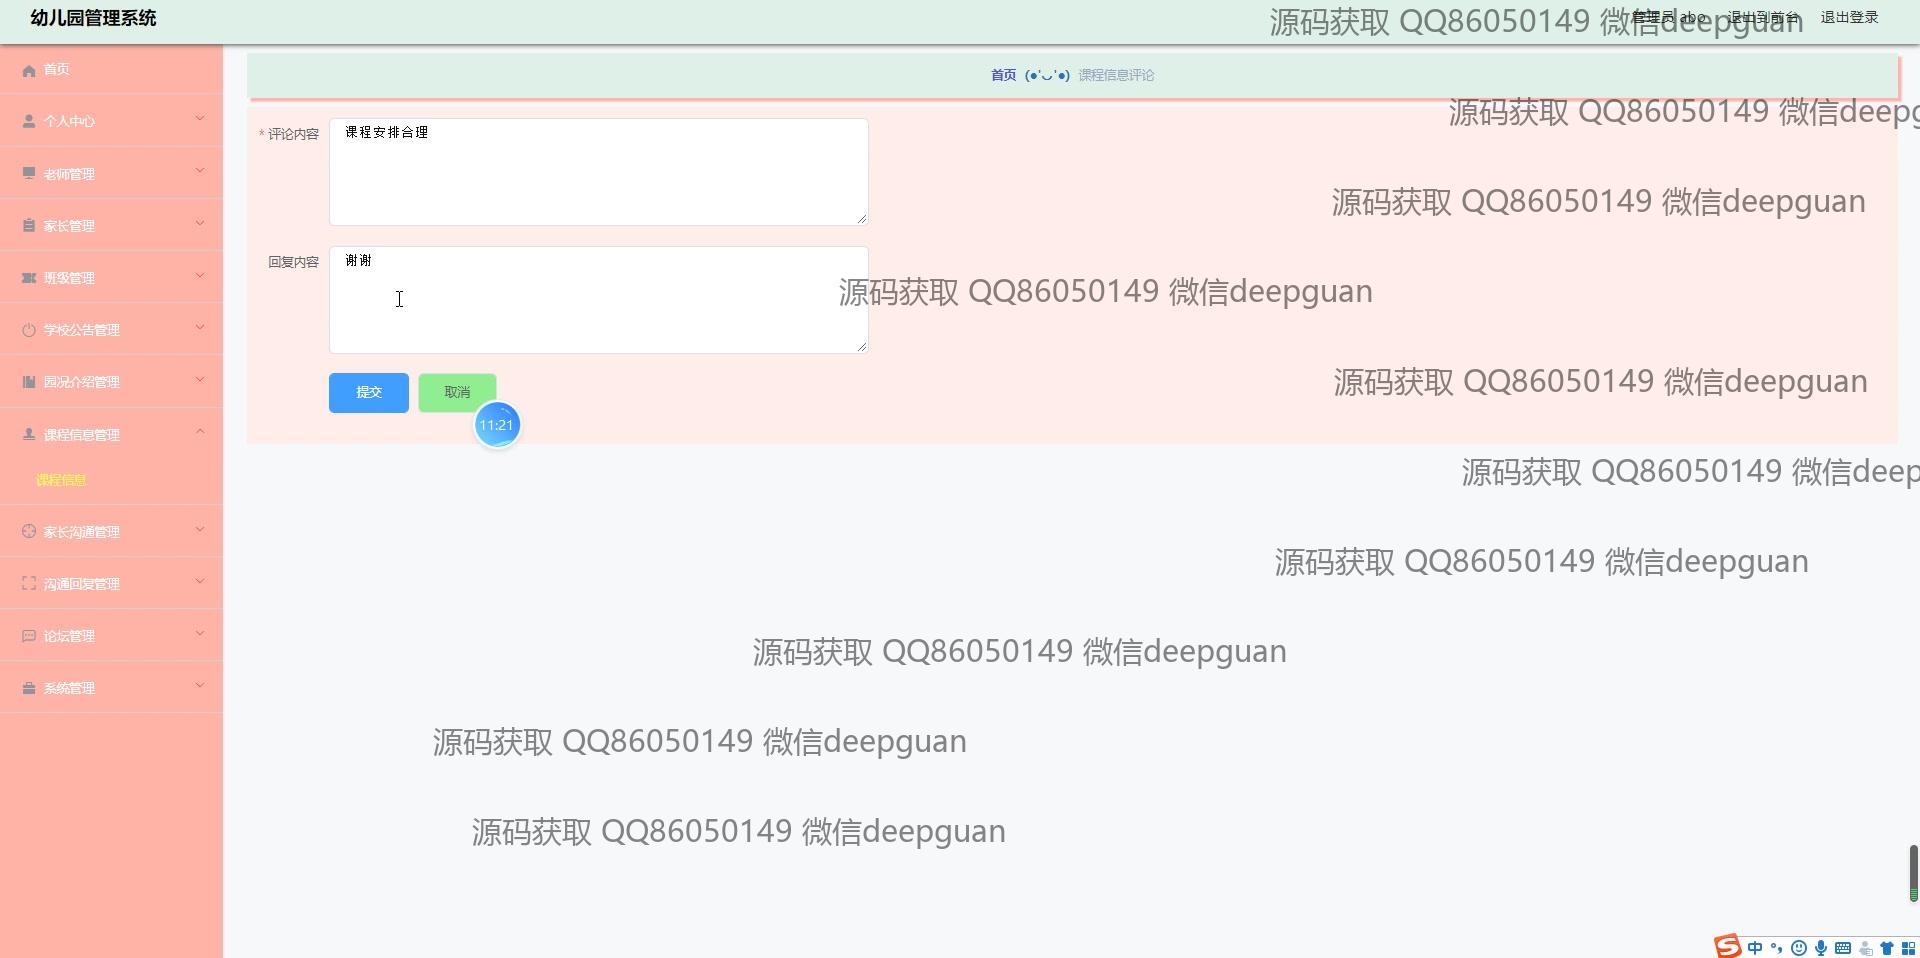 幼儿园管理系统
管理员 abo
退出到前台
退出登录
源码获取 QQ86050149 微信deepguan
首页
首页 (●'◡'●) 课程信息评论
源码获取 QQ86050149 微信deepg
个人中心
* 评论内容
课程安排合理
老师管理
源码获取 QQ86050149 微信deepguan
家长管理
回复内容
谢谢
班级管理
源码获取 QQ86050149 微信deepguan
学校公告管理
园况介绍管理
源码获取 QQ86050149 微信deepguan
提交
取消
11:21
课程信息管理
课程信息
源码获取 QQ86050149 微信deep
家长沟通管理
源码获取 QQ86050149 微信deepguan
沟通回复管理
论坛管理
源码获取 QQ86050149 微信deepguan
系统管理
源码获取 QQ86050149 微信deepguan
源码获取 QQ86050149 微信deepguan
中